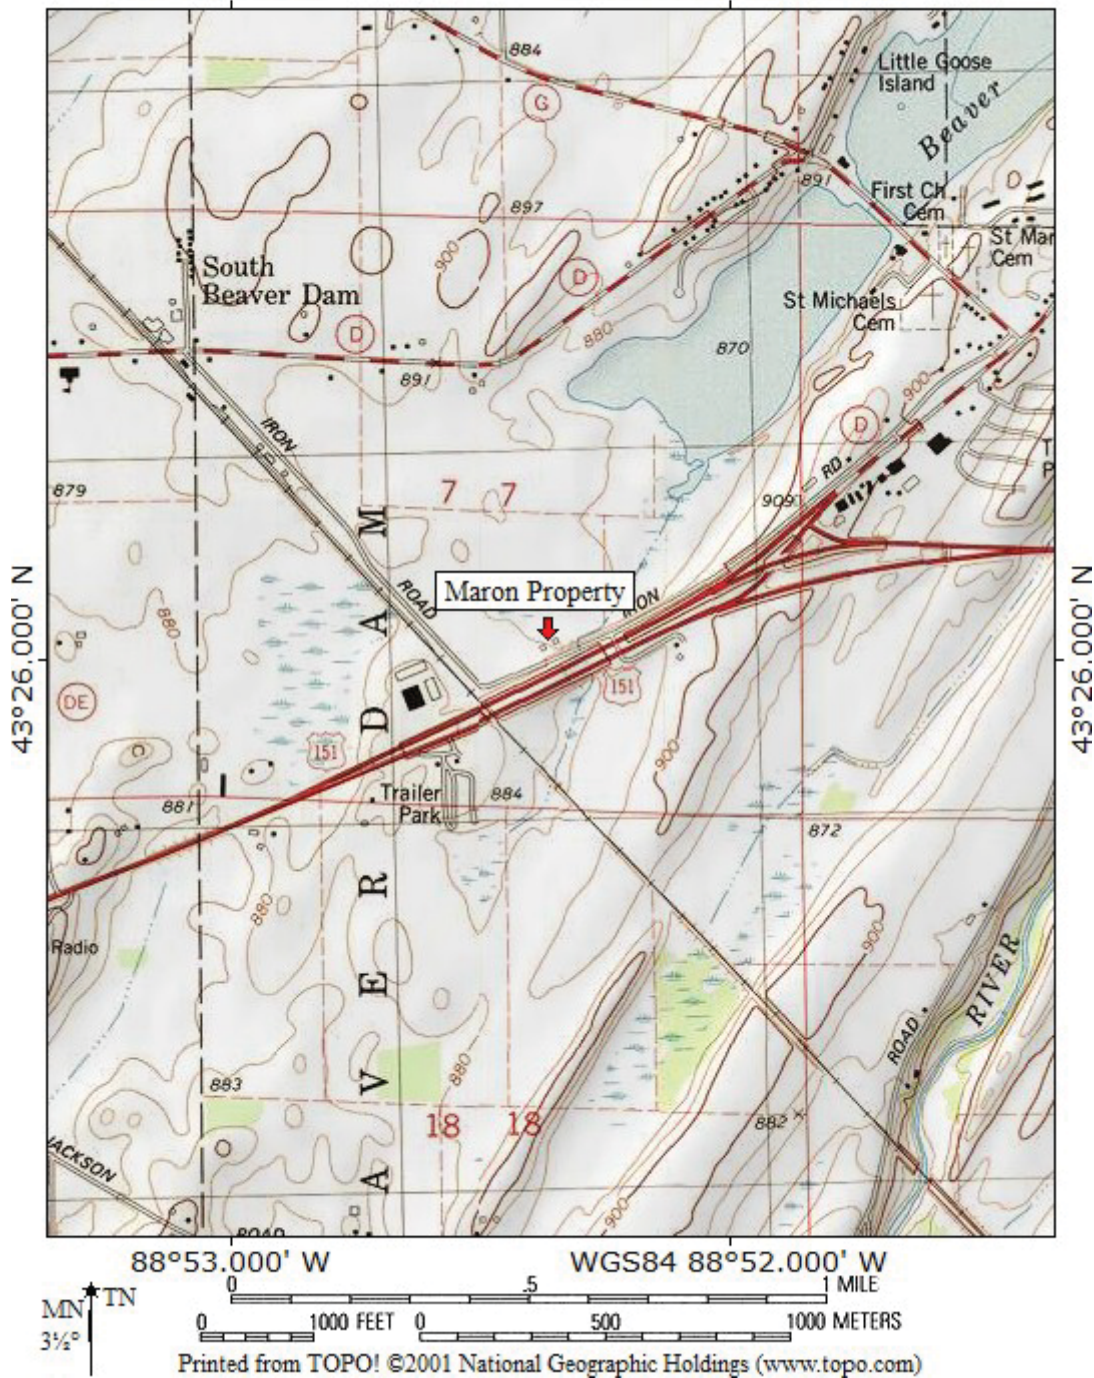 884
Little Goose
Island
Beaver
G
891
First Ch
Cem
897
St Mar
Cem
900
D
South
Beaver Dam
St Michaels
Cem
D
880
870
891
900
D
IRON
RD
T
P
879
7 7
909
M
ROAD
Maron Property
IRON
880
A
43°26.000' N
43°26.000' N
DE
151
D
151
900
881
Trailer
Park
884
872
R
880
900
Radio
E
RIVER
ROAD
883
V
880
18 18
882
JACKSON
A
900
ROAD
88°53.000' W
WGS84 88°52.000' W
0 .5 1 MILE
MN TN
3½°
0 1000 FEET 0 500 1000 METERS
Printed from TOPO! ©2001 National Geographic Holdings (www.topo.com)